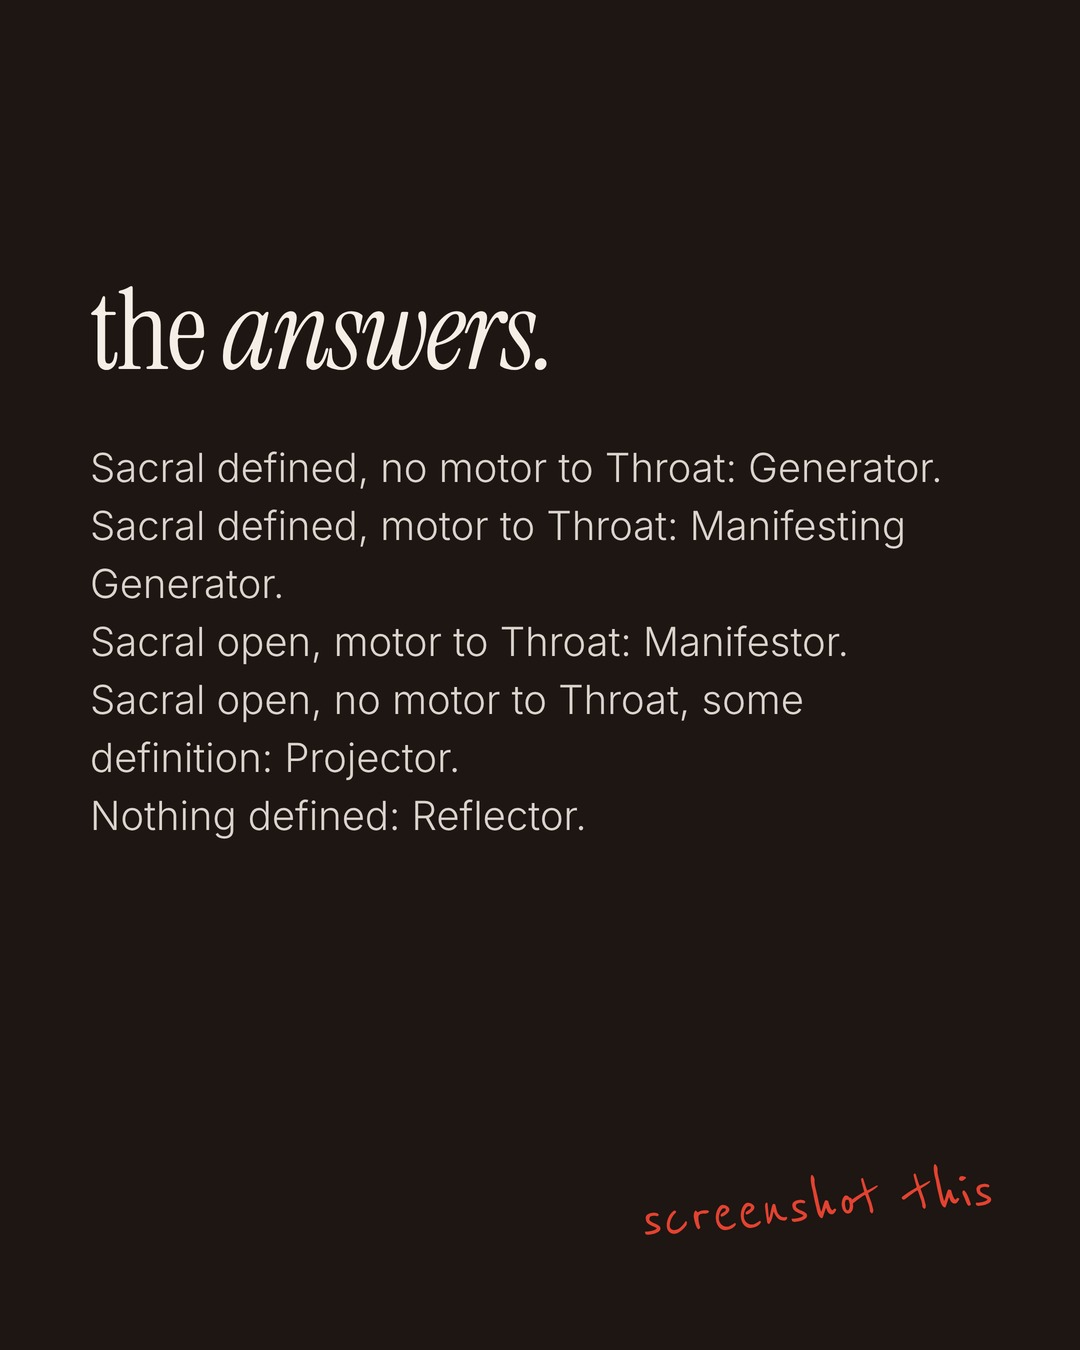 the answers.
Sacral defined, no motor to Throat: Generator.
Sacral defined, motor to Throat: Manifesting
Generator.
Sacral open, motor to Throat: Manifestor.
Sacral open, no motor to Throat, some
definition: Projector.
Nothing defined: Reflector.
screenshot this